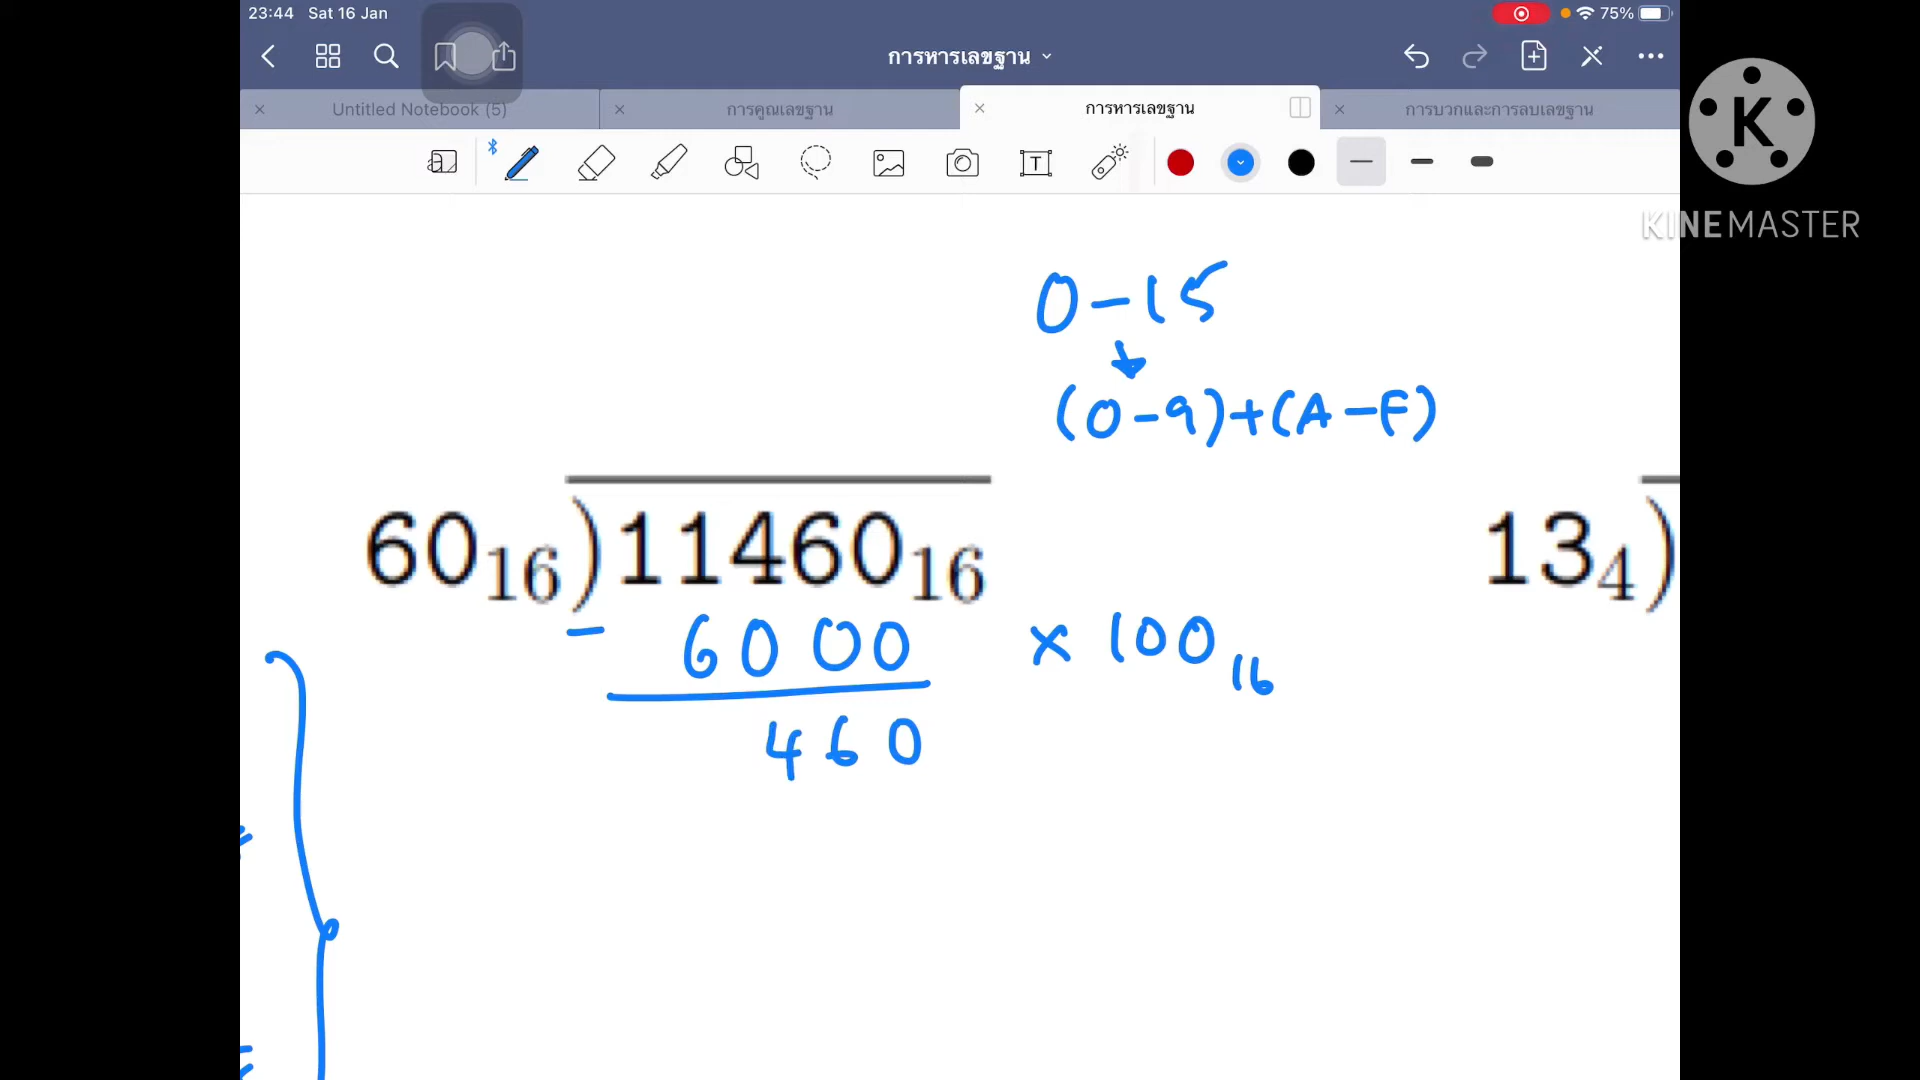 23:44 Sat 16 Jan 75%
การหารเลขฐาน
Untitled Notebook (5) การคูณเลขฐาน การหารเลขฐาน การบวกและการลบเลขฐาน
K
KINEMASTER
0-15
(0-9)+(A-F)
60₁₆)11460₁₆ 13₄)
- 6000 x 100₁₆
460